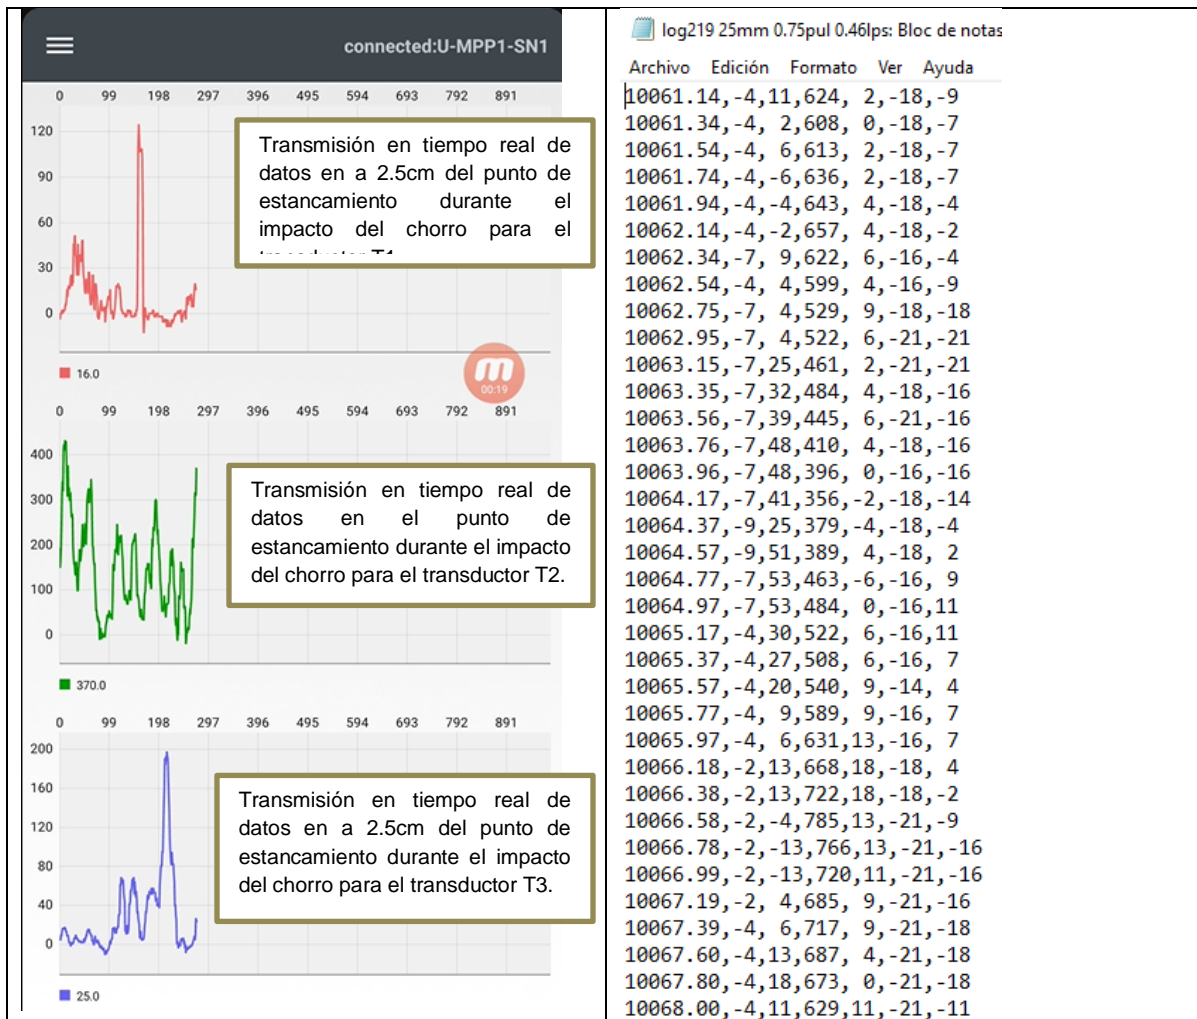 connected:U-MPP1-SN1
0 99 198 297 396 495 594 693 792 891
120
90
60
30
0
Transmisión en tiempo real de
datos en a 2.5cm del punto de
estancamiento durante el
impacto del chorro para el
transductor T1
16.0
00:19
0 99 198 297 396 495 594 693 792 891
400
300
200
100
0
Transmisión en tiempo real de
datos en el punto de
estancamiento durante el impacto
del chorro para el transductor T2.
370.0
0 99 198 297 396 495 594 693 792 891
200
160
120
80
40
0
Transmisión en tiempo real de
datos en a 2.5cm del punto de
estancamiento durante el impacto
del chorro para el transductor T3.
25.0
log219 25mm 0.75pul 0.46lps: Bloc de notas
Archivo Edición Formato Ver Ayuda
10061.14,-4,11,624, 2,-18,-9
10061.34,-4, 2,608, 0,-18,-7
10061.54,-4, 6,613, 2,-18,-7
10061.74,-4,-6,636, 2,-18,-7
10061.94,-4,-4,643, 4,-18,-4
10062.14,-4,-2,657, 4,-18,-2
10062.34,-7, 9,622, 6,-16,-4
10062.54,-4, 4,599, 4,-16,-9
10062.75,-7, 4,529, 9,-18,-18
10062.95,-7, 4,522, 6,-21,-21
10063.15,-7,25,461, 2,-21,-21
10063.35,-7,32,484, 4,-18,-16
10063.56,-7,39,445, 6,-21,-16
10063.76,-7,48,410, 4,-18,-16
10063.96,-7,48,396, 0,-16,-16
10064.17,-7,41,356,-2,-18,-14
10064.37,-9,25,379,-4,-18,-4
10064.57,-9,51,389, 4,-18, 2
10064.77,-7,53,463,-6,-16, 9
10064.97,-7,53,484, 0,-16,11
10065.17,-4,30,522, 6,-16,11
10065.37,-4,27,508, 6,-16, 7
10065.57,-4,20,540, 9,-14, 4
10065.77,-4, 9,589, 9,-16, 7
10065.97,-4, 6,631,13,-16, 7
10066.18,-2,13,668,18,-18, 4
10066.38,-2,13,722,18,-18,-2
10066.58,-2,-4,785,13,-21,-9
10066.78,-2,-13,766,13,-21,-16
10066.99,-2,-13,720,11,-21,-16
10067.19,-2, 4,685, 9,-21,-16
10067.39,-4, 6,717, 9,-21,-18
10067.60,-4,13,687, 4,-21,-18
10067.80,-4,18,673, 0,-21,-18
10068.00,-4,11,629,11,-21,-11